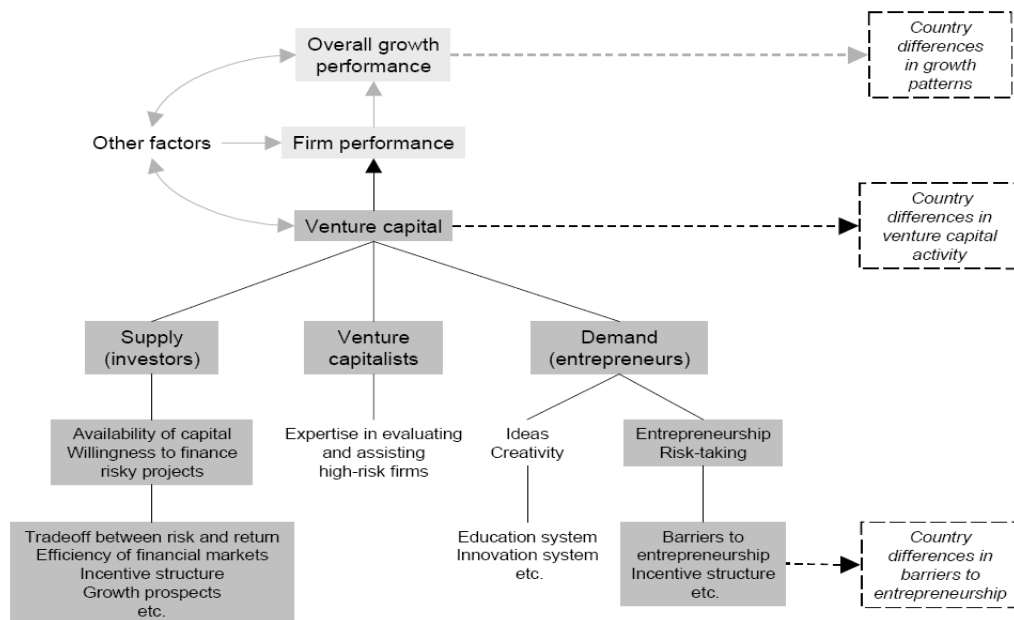 Overall growth
performance
Country
differences
in growth
patterns
Other factors
Firm performance
Venture capital
Country
differences in
venture capital
activity
Supply
(investors)
Venture
capitalists
Demand
(entrepreneurs)
Availability of capital
Willingness to finance
risky projects
Expertise in evaluating
and assisting
high-risk firms
Ideas
Creativity
Entrepreneurship
Risk-taking
Tradeoff between risk and return
Efficiency of financial markets
Incentive structure
Growth prospects
etc.
Education system
Innovation system
etc.
Barriers to
entrepreneurship
Incentive structure
etc.
Country
differences in
barriers to
entrepreneurship